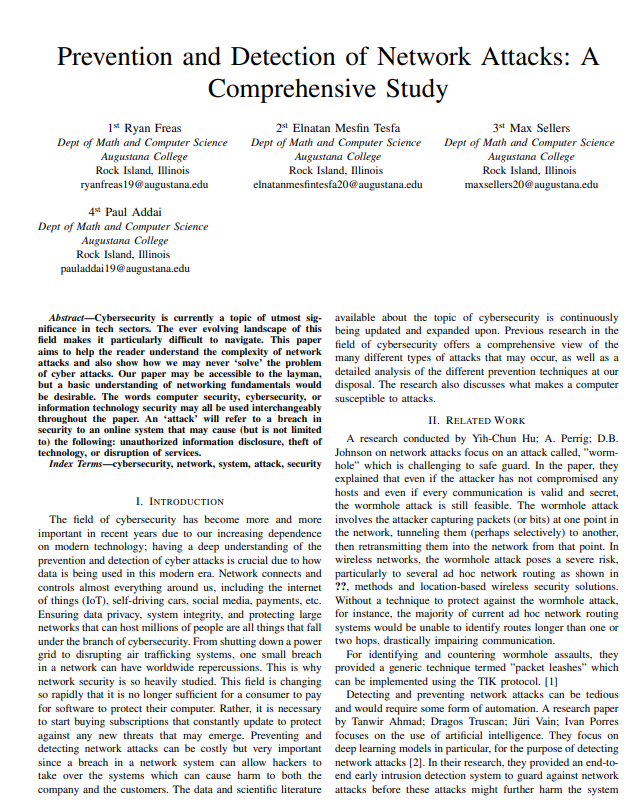 Prevention and Detection of Network Attacks: A
Comprehensive Study
1st Ryan Freas
Dept of Math and Computer Science
Augustana College
Rock Island, Illinois
ryanfreas19@augustana.edu
2st Elnatan Mesfin Tesfa
Dept of Math and Computer Science
Augustana College
Rock Island, Illinois
elnatanmesfintesfa20@augustana.edu
3st Max Sellers
Dept of Math and Computer Science
Augustana College
Rock Island, Illinois
maxsellers20@augustana.edu
4st Paul Addai
Dept of Math and Computer Science
Augustana College
Rock Island, Illinois
pauladdai19@augustana.edu
Abstract—Cybersecurity is currently a topic of utmost sig-
nificance in tech sectors. The ever evolving landscape of this
field makes it particularly difficult to navigate. This paper
aims to help the reader understand the complexity of network
attacks and also show how we may never ‘solve’ the problem
of cyber attacks. Our paper may be accessible to the layman,
but a basic understanding of networking fundamentals would
be desirable. The words computer security, cybersecurity, or
information technology security may all be used interchangeably
throughout the paper. An ‘attack’ will refer to a breach in
security to an online system that may cause (but is not limited
to) the following: unauthorized information disclosure, theft of
technology, or disruption of services.
Index Terms—cybersecurity, network, system, attack, security
I. INTRODUCTION
The field of cybersecurity has become more and more
important in recent years due to our increasing dependence
on modern technology; having a deep understanding of the
prevention and detection of cyber attacks is crucial due to how
data is being used in this modern era. Network connects and
controls almost everything around us, including the internet
of things (IoT), self-driving cars, social media, payments, etc.
Ensuring data privacy, system integrity, and protecting large
networks that can host millions of people are all things that fall
under the branch of cybersecurity. From shutting down a power
grid to disrupting air trafficking systems, one small breach
in a network can have worldwide repercussions. This is why
network security is so heavily studied. This field is changing
so rapidly that it is no longer sufficient for a consumer to pay
for software to protect their computer. Rather, it is necessary
to start buying subscriptions that constantly update to protect
against any new threats that may emerge. Preventing and
detecting network attacks can be costly but very important
since a breach in a network system can allow hackers to
take over the systems which can cause harm to both the
company and the customers. The data and scientific literature
available about the topic of cybersecurity is continuously
being updated and expanded upon. Previous research in the
field of cybersecurity offers a comprehensive view of the
many different types of attacks that may occur, as well as a
detailed analysis of the different prevention techniques at our
disposal. The research also discusses what makes a computer
susceptible to attacks.
II. RELATED WORK
A research conducted by Yih-Chun Hu; A. Perrig; D.B.
Johnson on network attacks focus on an attack called, ”worm-
hole” which is challenging to safe guard. In the paper, they
explained that even if the attacker has not compromised any
hosts and even if every communication is valid and secret,
the wormhole attack is still feasible. The wormhole attack
involves the attacker capturing packets (or bits) at one point in
the network, tunneling them (perhaps selectively) to another,
then retransmitting them into the network from that point. In
wireless networks, the wormhole attack poses a severe risk,
particularly to several ad hoc network routing as shown in
??, methods and location-based wireless security solutions.
Without a technique to protect against the wormhole attack,
for instance, the majority of current ad hoc network routing
systems would be unable to identify routes longer than one or
two hops, drastically impairing communication.
For identifying and countering wormhole assaults, they
provided a generic technique termed ”packet leashes” which
can be implemented using the TIK protocol. [1]
Detecting and preventing network attacks can be tedious
and would require some form of automation. A research paper
by Tanwir Ahmad; Dragos Truscan; Jüri Vain; Ivan Porres
focuses on the use of artificial intelligence. They focus on
deep learning models in particular, for the purpose of detecting
network attacks [2]. In their research, they provided an end-to-
end early intrusion detection system to guard against network
attacks before these attacks might further harm the system